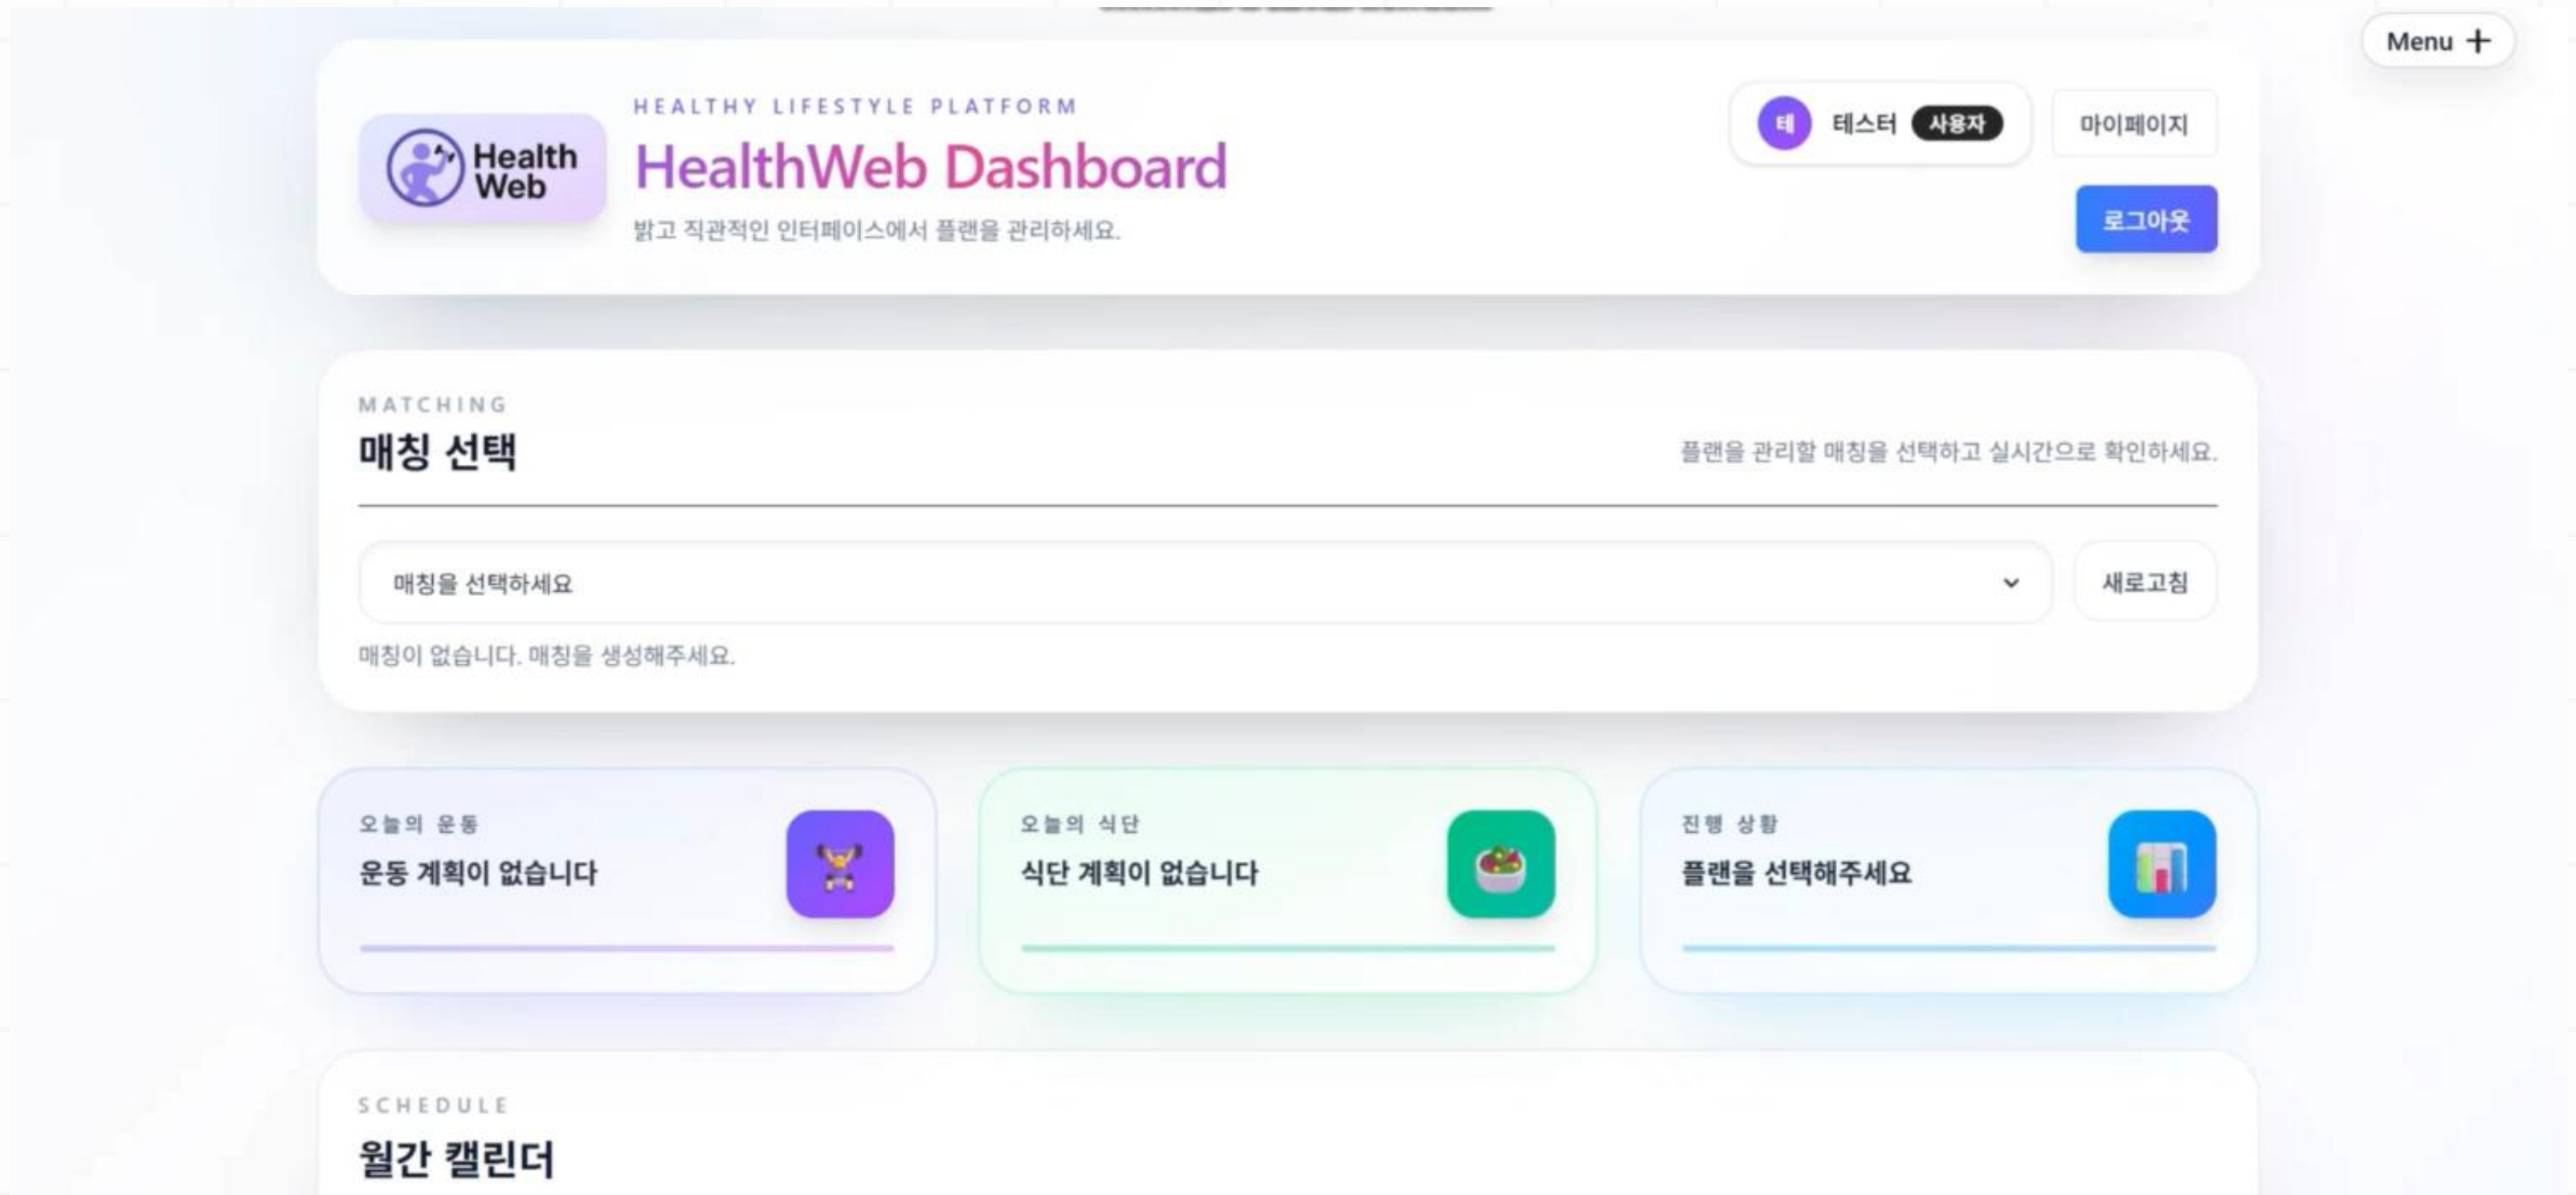 Menu +
HEALTHY LIFESTYLE PLATFORM
Health
Web
HealthWeb Dashboard
밝고 직관적인 인터페이스에서 플랜을 관리하세요.
테 테스터 사용자
마이페이지
로그아웃
MATCHING
매칭 선택
플랜을 관리할 매칭을 선택하고 실시간으로 확인하세요.
매칭을 선택하세요
새로고침
매칭이 없습니다. 매칭을 생성해주세요.
오늘의 운동
운동 계획이 없습니다
오늘의 식단
식단 계획이 없습니다
진행 상황
플랜을 선택해주세요
SCHEDULE
월간 캘린더